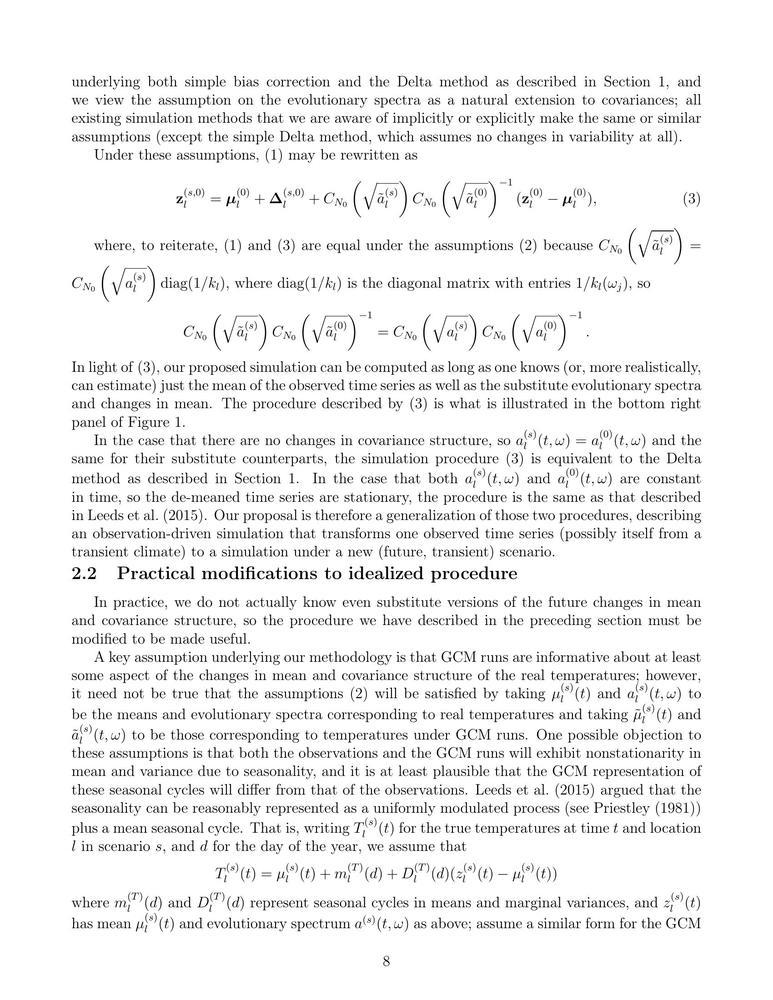 underlying both simple bias correction and the Delta method as described in Section 1, and
we view the assumption on the evolutionary spectra as a natural extension to covariances; all
existing simulation methods that we are aware of implicitly or explicitly make the same or similar
assumptions (except the simple Delta method, which assumes no changes in variability at all).
Under these assumptions, (1) may be rewritten as
$\mathbf{z}_l^{(s,0)} = \boldsymbol{\mu}_l^{(0)} + \boldsymbol{\Delta}_l^{(s,0)} + C_{N_0}\left(\sqrt{\tilde{a}_l^{(s)}}\right) C_{N_0}\left(\sqrt{\tilde{a}_l^{(0)}}\right)^{-1} (\mathbf{z}_l^{(0)} - \boldsymbol{\mu}_l^{(0)}),$ (3)
where, to reiterate, (1) and (3) are equal under the assumptions (2) because $C_{N_0}\left(\sqrt{\tilde{a}_l^{(s)}}\right) =$
$C_{N_0}\left(\sqrt{a_l^{(s)}}\right)$ diag$(1/k_l)$, where diag$(1/k_l)$ is the diagonal matrix with entries $1/k_l(\omega_j)$, so
$C_{N_0}\left(\sqrt{\tilde{a}_l^{(s)}}\right) C_{N_0}\left(\sqrt{\tilde{a}_l^{(0)}}\right)^{-1} = C_{N_0}\left(\sqrt{a_l^{(s)}}\right) C_{N_0}\left(\sqrt{a_l^{(0)}}\right)^{-1}.$
In light of (3), our proposed simulation can be computed as long as one knows (or, more realistically,
can estimate) just the mean of the observed time series as well as the substitute evolutionary spectra
and changes in mean. The procedure described by (3) is what is illustrated in the bottom right
panel of Figure 1.
In the case that there are no changes in covariance structure, so $a_l^{(s)}(t, \omega) = a_l^{(0)}(t, \omega)$ and the
same for their substitute counterparts, the simulation procedure (3) is equivalent to the Delta
method as described in Section 1. In the case that both $a_l^{(s)}(t, \omega)$ and $a_l^{(0)}(t, \omega)$ are constant
in time, so the de-meaned time series are stationary, the procedure is the same as that described
in Leeds et al. (2015). Our proposal is therefore a generalization of those two procedures, describing
an observation-driven simulation that transforms one observed time series (possibly itself from a
transient climate) to a simulation under a new (future, transient) scenario.
2.2 Practical modifications to idealized procedure
In practice, we do not actually know even substitute versions of the future changes in mean
and covariance structure, so the procedure we have described in the preceding section must be
modified to be made useful.
A key assumption underlying our methodology is that GCM runs are informative about at least
some aspect of the changes in mean and covariance structure of the real temperatures; however,
it need not be true that the assumptions (2) will be satisfied by taking $\mu_l^{(s)}(t)$ and $a_l^{(s)}(t, \omega)$ to
be the means and evolutionary spectra corresponding to real temperatures and taking $\tilde{\mu}_l^{(s)}(t)$ and
$\tilde{a}_l^{(s)}(t, \omega)$ to be those corresponding to temperatures under GCM runs. One possible objection to
these assumptions is that both the observations and the GCM runs will exhibit nonstationarity in
mean and variance due to seasonality, and it is at least plausible that the GCM representation of
these seasonal cycles will differ from that of the observations. Leeds et al. (2015) argued that the
seasonality can be reasonably represented as a uniformly modulated process (see Priestley (1981))
plus a mean seasonal cycle. That is, writing $T_l^{(s)}(t)$ for the true temperatures at time $t$ and location
$l$ in scenario $s$, and $d$ for the day of the year, we assume that
$T_l^{(s)}(t) = \mu_l^{(s)}(t) + m_l^{(T)}(d) + D_l^{(T)}(d)(z_l^{(s)}(t) - \mu_l^{(s)}(t))$
where $m_l^{(T)}(d)$ and $D_l^{(T)}(d)$ represent seasonal cycles in means and marginal variances, and $z_l^{(s)}(t)$
has mean $\mu_l^{(s)}(t)$ and evolutionary spectrum $a^{(s)}(t, \omega)$ as above; assume a similar form for the GCM
8